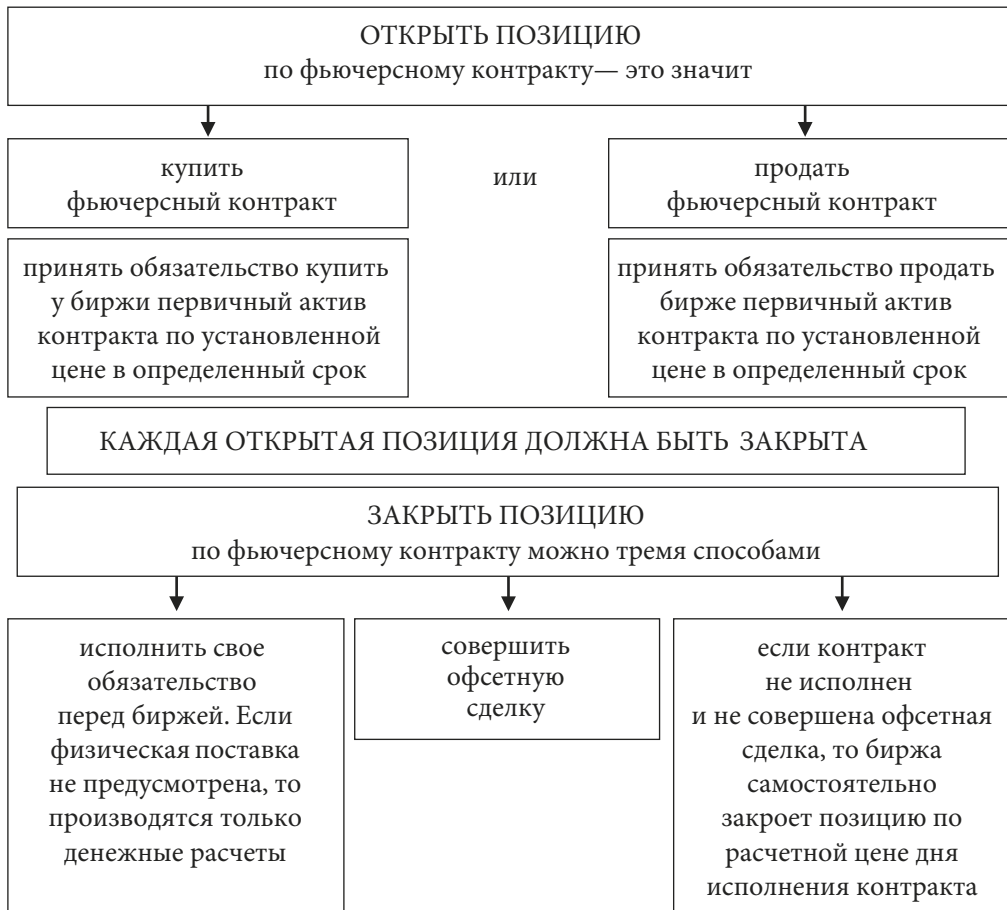 ОТКРЫТЬ ПОЗИЦИЮ
по фьючерсному контракту— это значит
купить
фьючерсный контракт
или
продать
фьючерсный контракт
принять обязательство купить
у биржи первичный актив
контракта по установленной
цене в определенный срок
принять обязательство продать
бирже первичный актив
контракта по установленной
цене в определенный срок
КАЖДАЯ ОТКРЫТАЯ ПОЗИЦИЯ ДОЛЖНА БЫТЬ ЗАКРЫТА
ЗАКРЫТЬ ПОЗИЦИЮ
по фьючерсному контракту можно тремя способами
исполнить свое
обязательство
перед биржей. Если
физическая поставка
не предусмотрена, то
производятся только
денежные расчеты
совершить
офсетную
сделку
если контракт
не исполнен
и не совершена офсетная
сделка, то биржа
самостоятельно
закроет позицию по
расчетной цене дня
исполнения контракта